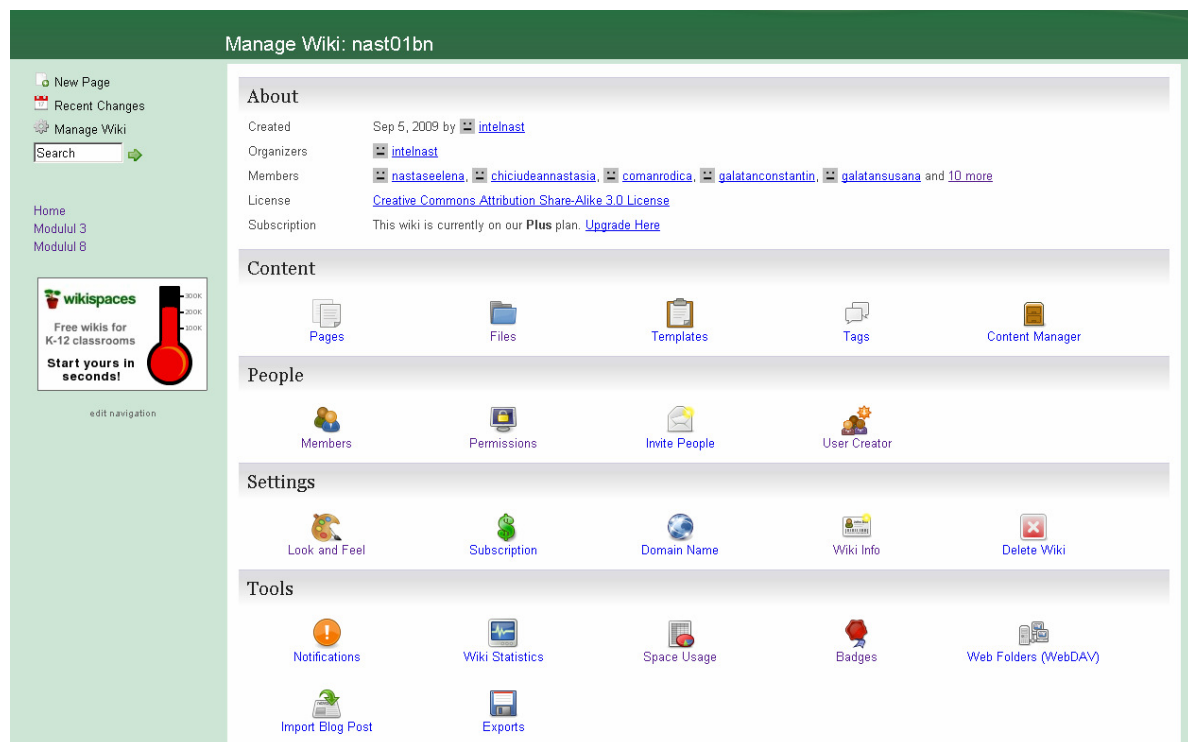 Manage Wiki: nast01bn
New Page
Recent Changes
Manage Wiki
Search
Home
Modulul 3
Modulul 8
wikispaces
300K
200K
100K
Free wikis for
K-12 classrooms
Start yours in
seconds!
edit navigation
About
Created Sep 5, 2009 by intelnast
Organizers intelnast
Members nastaseelena, chiciudeannastasia, comanrodica, galatanconstantin, galatansusana and 10 more
License Creative Commons Attribution Share-Alike 3.0 License
Subscription This wiki is currently on our Plus plan. Upgrade Here
Content
Pages Files Templates Tags Content Manager
People
Members Permissions Invite People User Creator
Settings
Look and Feel Subscription Domain Name Wiki Info Delete Wiki
Tools
Notifications Wiki Statistics Space Usage Badges Web Folders (WebDAV)
Import Blog Post Exports